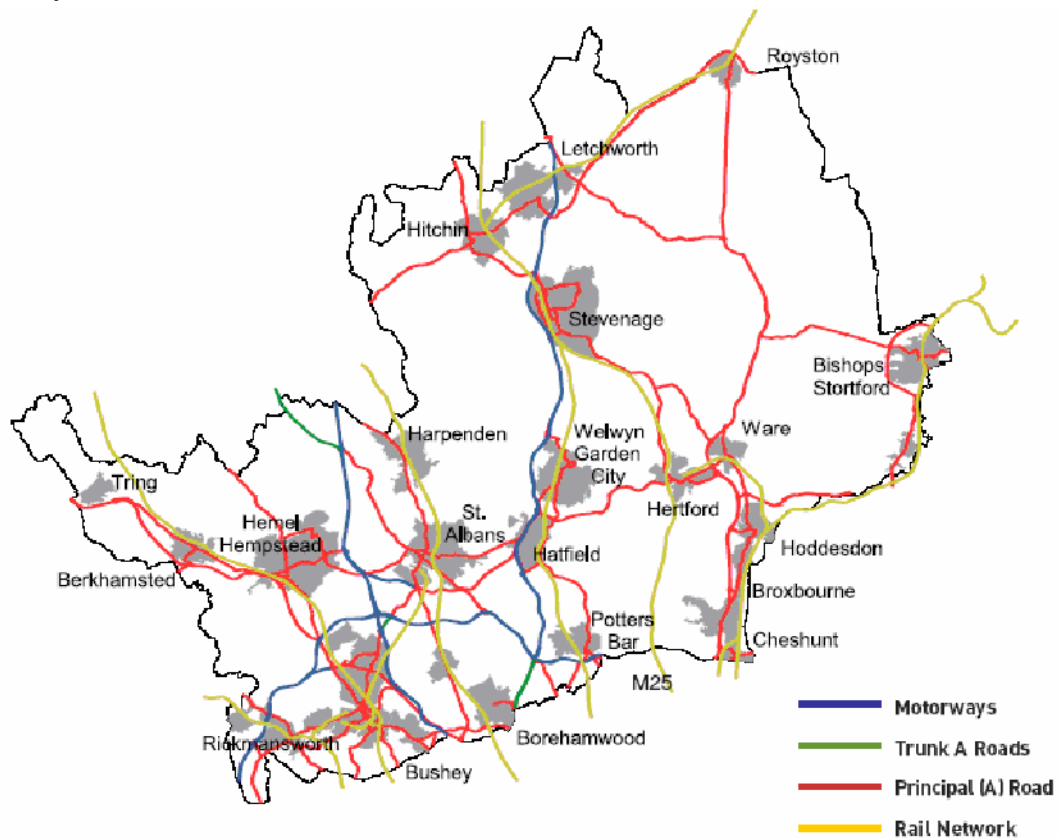 Royston
Letchworth
Hitchin
Stevenage
Bishops
Stortford
Harpenden
Welwyn
Garden
City
Ware
Tring
Hemel
Hempstead
St.
Albans
Hertford
Hatfield
Hoddesdon
Berkhamsted
Broxbourne
Potters
Bar
Cheshunt
M25
Rickmansworth
Borehamwood
Bushey
Motorways
Trunk A Roads
Principal (A) Road
Rail Network